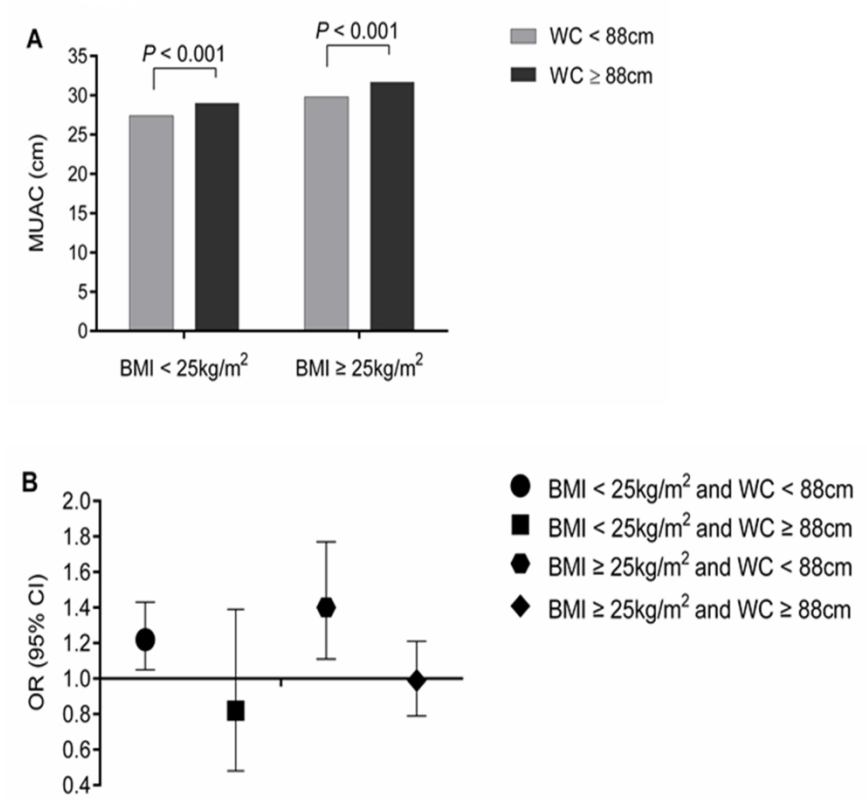 A
P < 0.001
P < 0.001
WC < 88cm
WC ≥ 88cm
MUAC (cm)
35
30
25
20
15
10
5
0
BMI < 25kg/m²
BMI ≥ 25kg/m²
B
OR (95% CI)
2.0
1.8
1.6
1.4
1.2
1.0
0.8
0.6
0.4
BMI < 25kg/m² and WC < 88cm
BMI < 25kg/m² and WC ≥ 88cm
BMI ≥ 25kg/m² and WC < 88cm
BMI ≥ 25kg/m² and WC ≥ 88cm